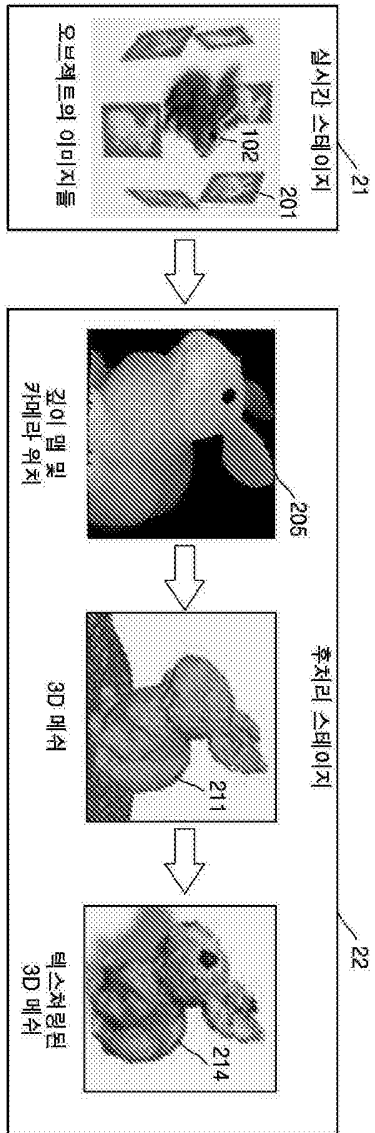 실시간 스테이지
21
201
102
오브젝트의 이미지들
후처리 스테이지
22
205
깊이 맵 및
카메라 위치
211
3D 메쉬
214
텍스처링된
3D 메쉬